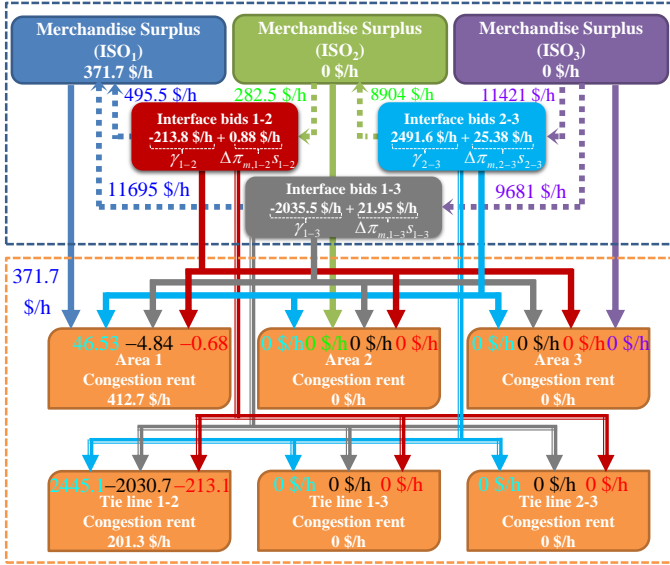 Merchandise Surplus
(ISO₁)
371.7 $/h
Merchandise Surplus
(ISO₂)
0 $/h
Merchandise Surplus
(ISO₃)
0 $/h
495.5 $/h
282.5 $/h
8904 $/h
11421 $/h
Interface bids 1-2
-213.8 $/h + 0.88 $/h
γ₁₋₂ Δπₘ,₁₋₂s₁₋₂
Interface bids 2-3
2491.6 $/h + 25.38 $/h
γ₂₋₃ Δπₘ,₂₋₃s₂₋₃
11695 $/h
Interface bids 1-3
-2035.5 $/h + 21.95 $/h
γ₁₋₃ Δπₘ,₁₋₃s₁₋₃
9681 $/h
371.7
$/h
46.53 −4.84 −0.68
Area 1
Congestion rent
412.7 $/h
0 $/h 0 $/h 0 $/h 0 $/h
Area 2
Congestion rent
0 $/h
0 $/h 0 $/h 0 $/h 0 $/h
Area 3
Congestion rent
0 $/h
2445.1 −2030.7 −213.1
Tie line 1-2
Congestion rent
201.3 $/h
0 $/h 0 $/h 0 $/h
Tie line 1-3
Congestion rent
0 $/h
0 $/h 0 $/h 0 $/h
Tie line 2-3
Congestion rent
0 $/h